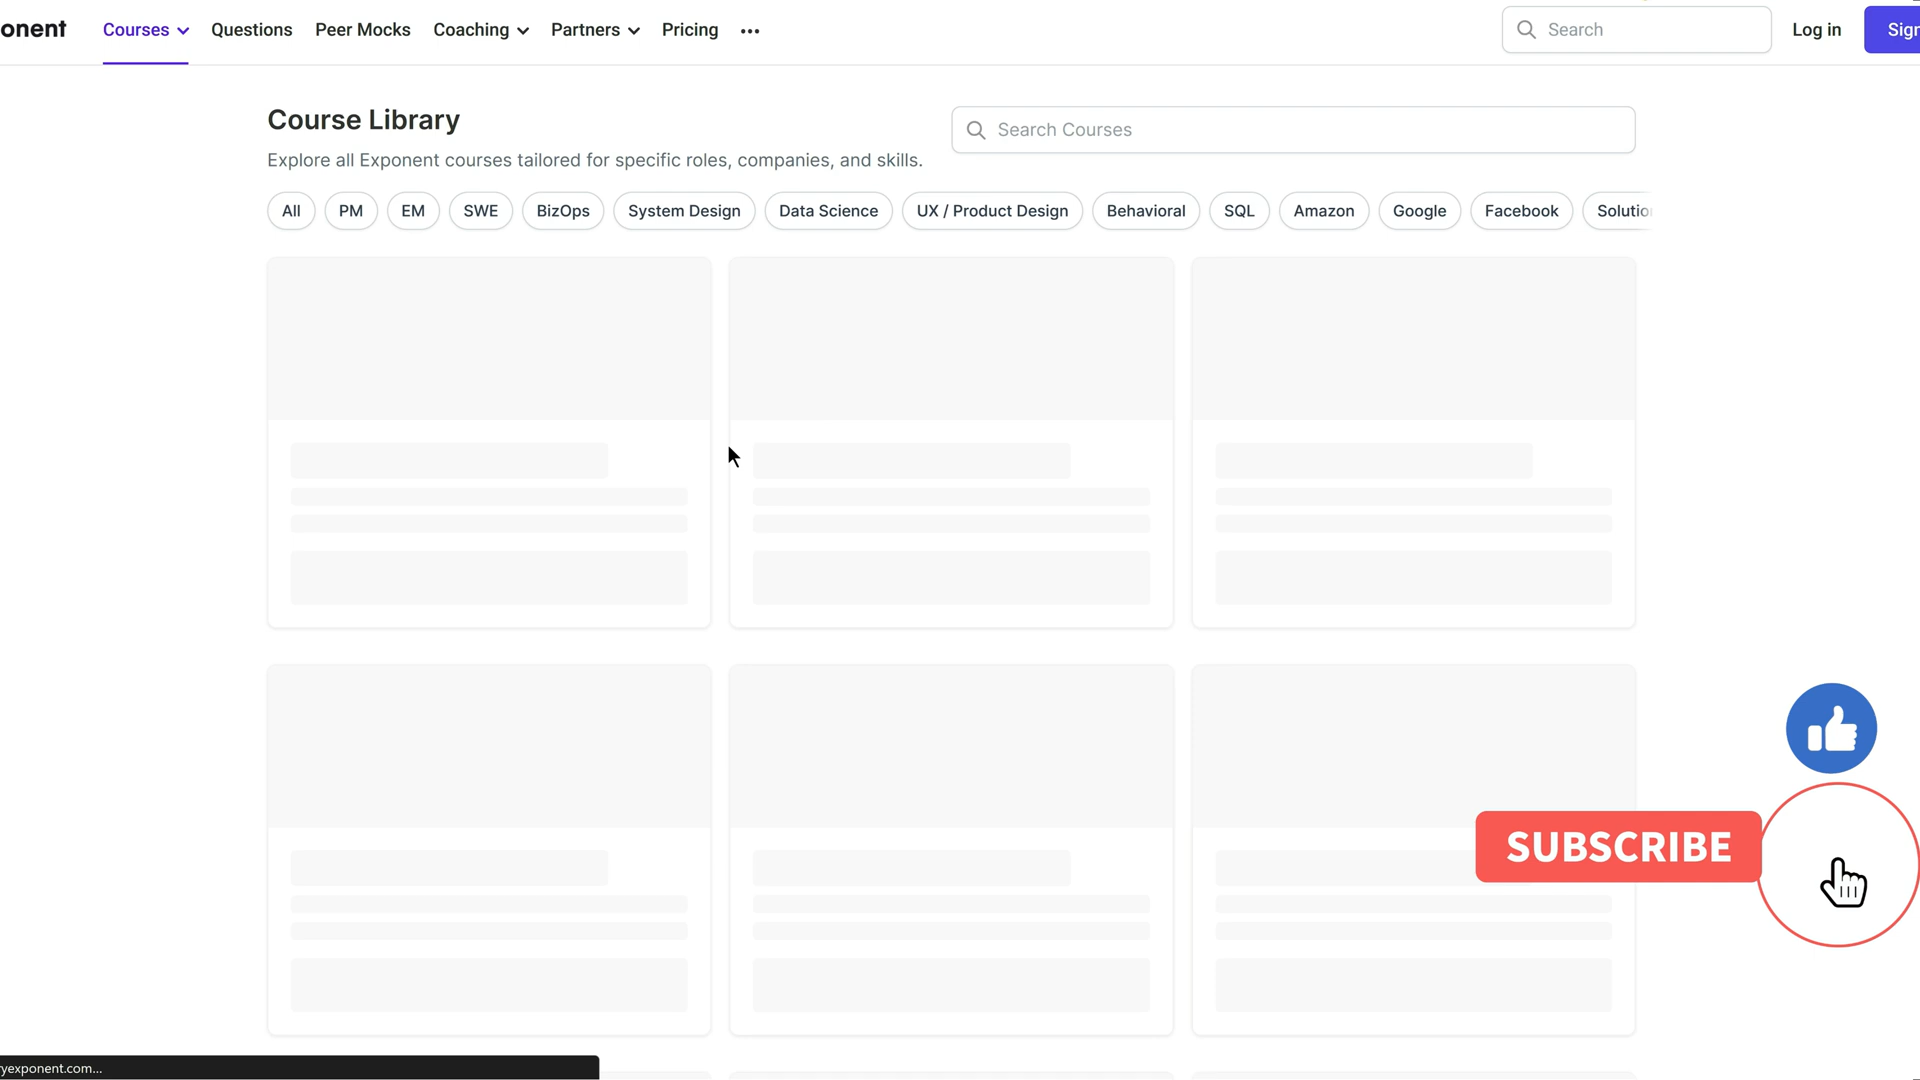 onent Courses Questions Peer Mocks Coaching Partners Pricing ••• Search Log in Sign
Course Library
Search Courses
Explore all Exponent courses tailored for specific roles, companies, and skills.
All PM EM SWE BizOps System Design Data Science UX / Product Design Behavioral SQL Amazon Google Facebook Solutio
SUBSCRIBE
yexponent.com...